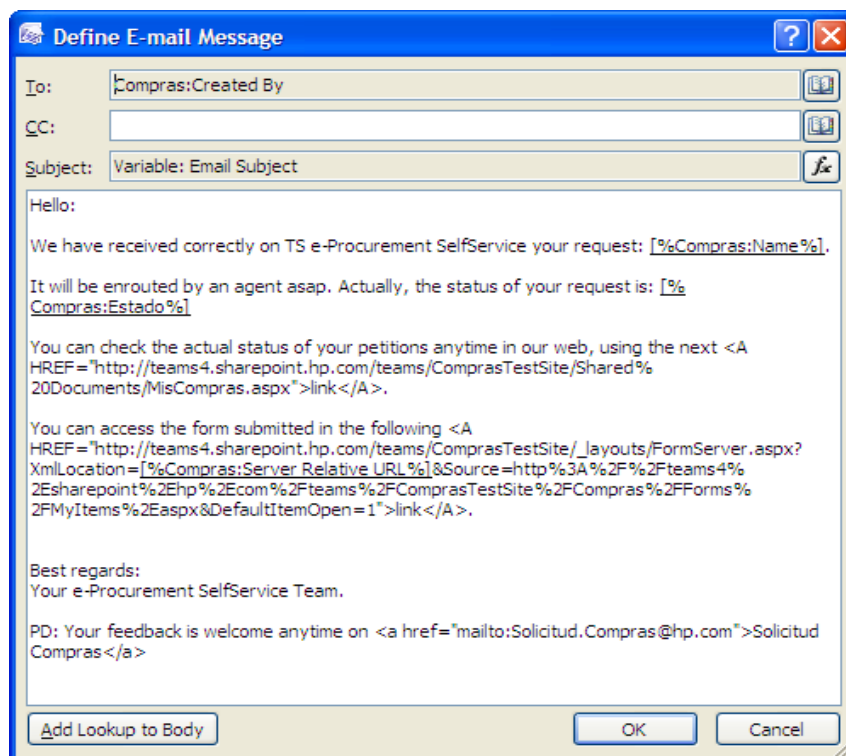 Define E-mail Message
To: Compras:Created By
CC:
Subject: Variable: Email Subject
Hello:
We have received correctly on TS e-Procurement SelfService your request: [%Compras:Name%].
It will be enrouted by an agent asap. Actually, the status of your request is: [%
Compras:Estado%]
You can check the actual status of your petitions anytime in our web, using the next <A
HREF="http://teams4.sharepoint.hp.com/teams/ComprasTestSite/Shared%
20Documents/MisCompras.aspx">link</A>.
You can access the form submitted in the following <A
HREF="http://teams4.sharepoint.hp.com/teams/ComprasTestSite/_layouts/FormServer.aspx?
XmlLocation=[%Compras:Server Relative URL%]&Source=http%3A%2F%2Fteams4%
2Esharepoint%2Ehp%2Ecom%2Fteams%2FComprasTestSite%2FCompras%2FForms%
2FMyItems%2Easpx&DefaultItemOpen=1">link</A>.
Best regards:
Your e-Procurement SelfService Team.
PD: Your feedback is welcome anytime on <a href="mailto:Solicitud.Compras@hp.com">Solicitud
Compras</a>
Add Lookup to Body OK Cancel